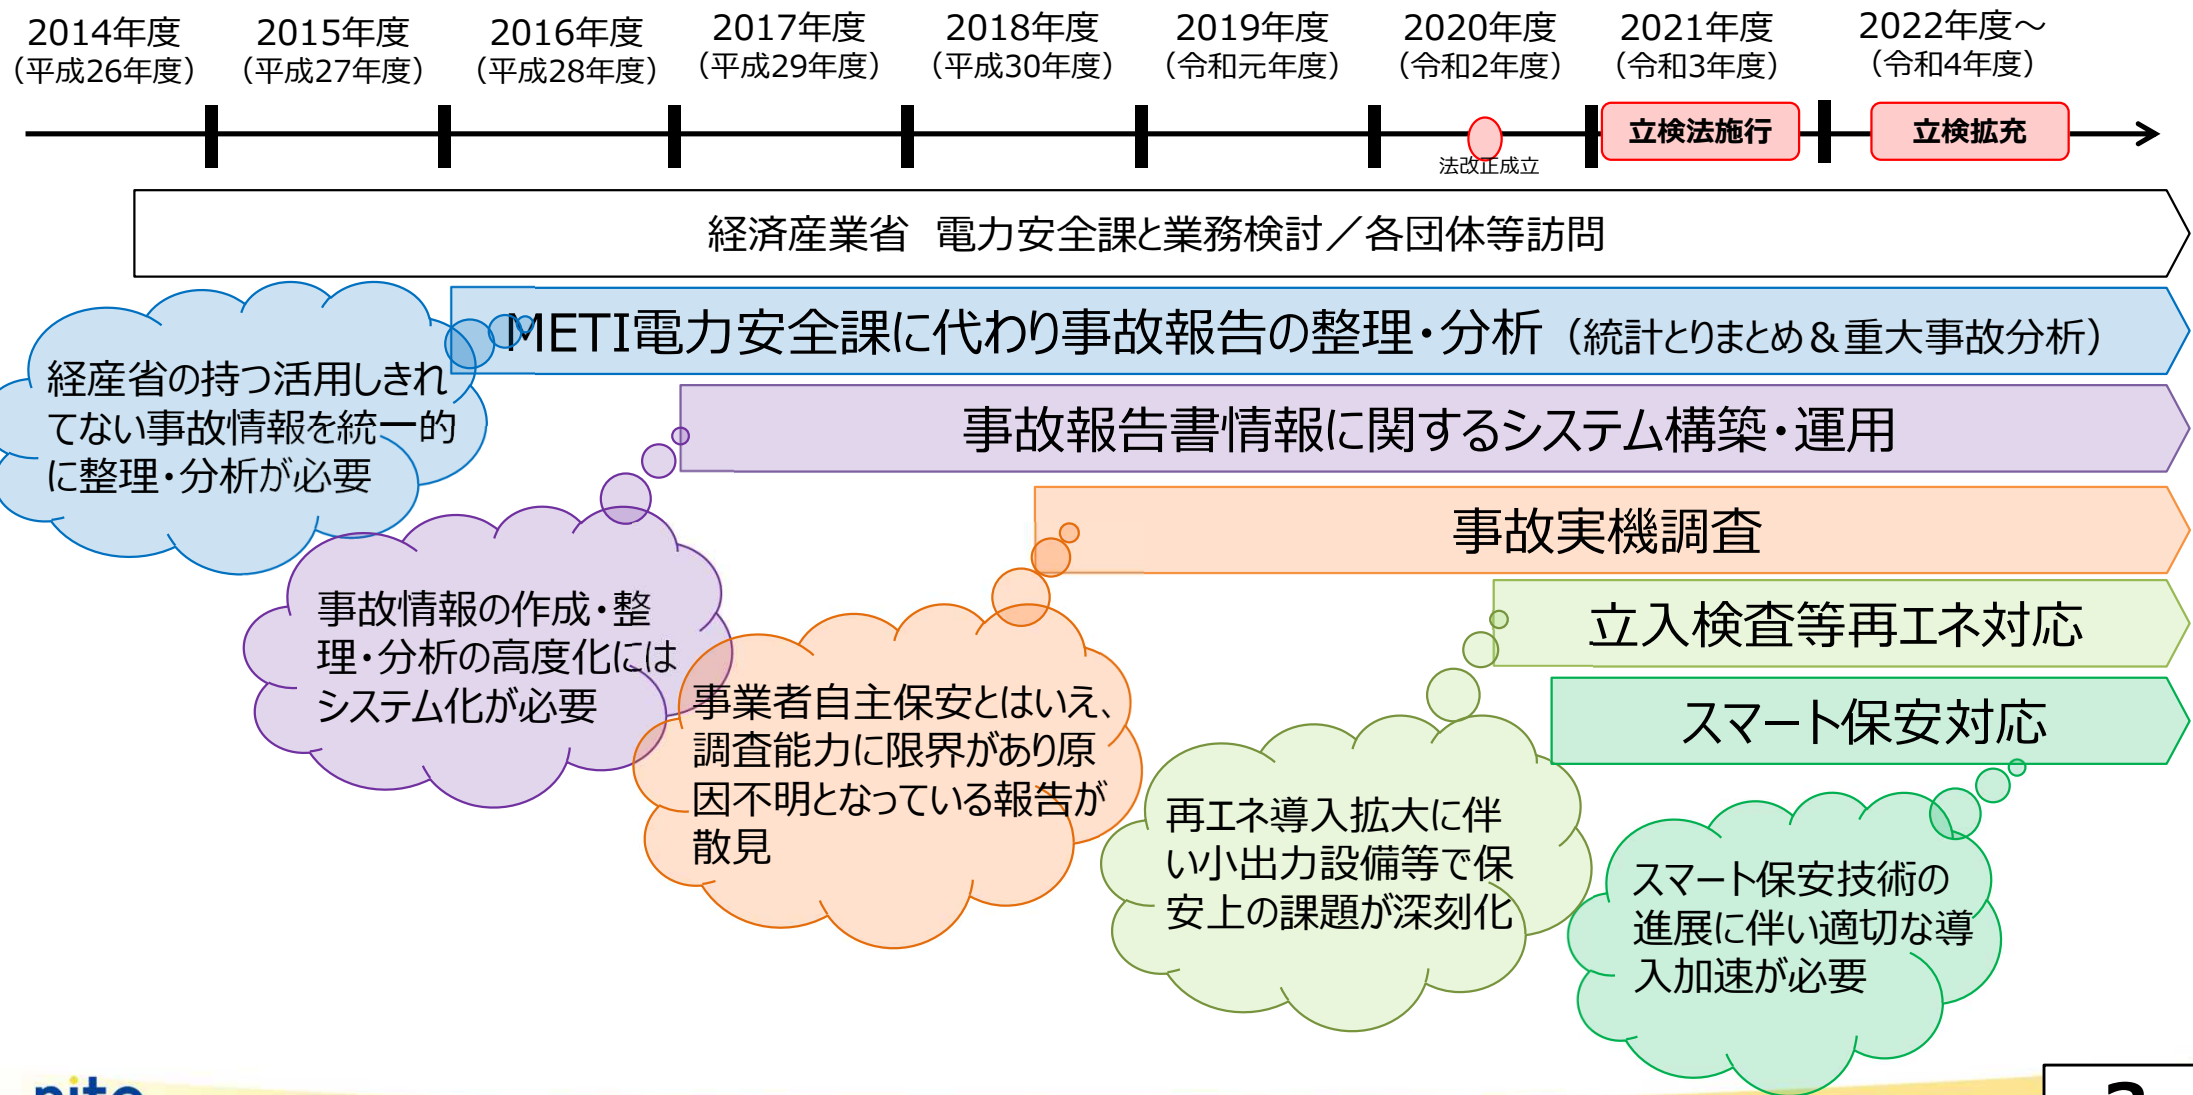 2014年度
（平成26年度）
2015年度
（平成27年度）
2016年度
（平成28年度）
2017年度
（平成29年度）
2018年度
（平成30年度）
2019年度
（令和元年度）
2020年度
（令和2年度）
2021年度
（令和3年度）
2022年度～
（令和4年度）
立検法施行
立検拡充
法改正成立
経済産業省　電力安全課と業務検討／各団体等訪問
METI電力安全課に代わり事故報告の整理・分析（統計とりまとめ＆重大事故分析）
経産省の持つ活用しきれ
てない事故情報を統一的
に整理・分析が必要
事故報告書情報に関するシステム構築・運用
事故情報の作成・整
理・分析の高度化には
システム化が必要
事故実機調査
事業者自主保安とはいえ、
調査能力に限界があり原
因不明となっている報告が
散見
立入検査等再エネ対応
再エネ導入拡大に伴
い小出力設備等で保
安上の課題が深刻化
スマート保安対応
スマート保安技術の
進展に伴い適切な導
入加速が必要
nite